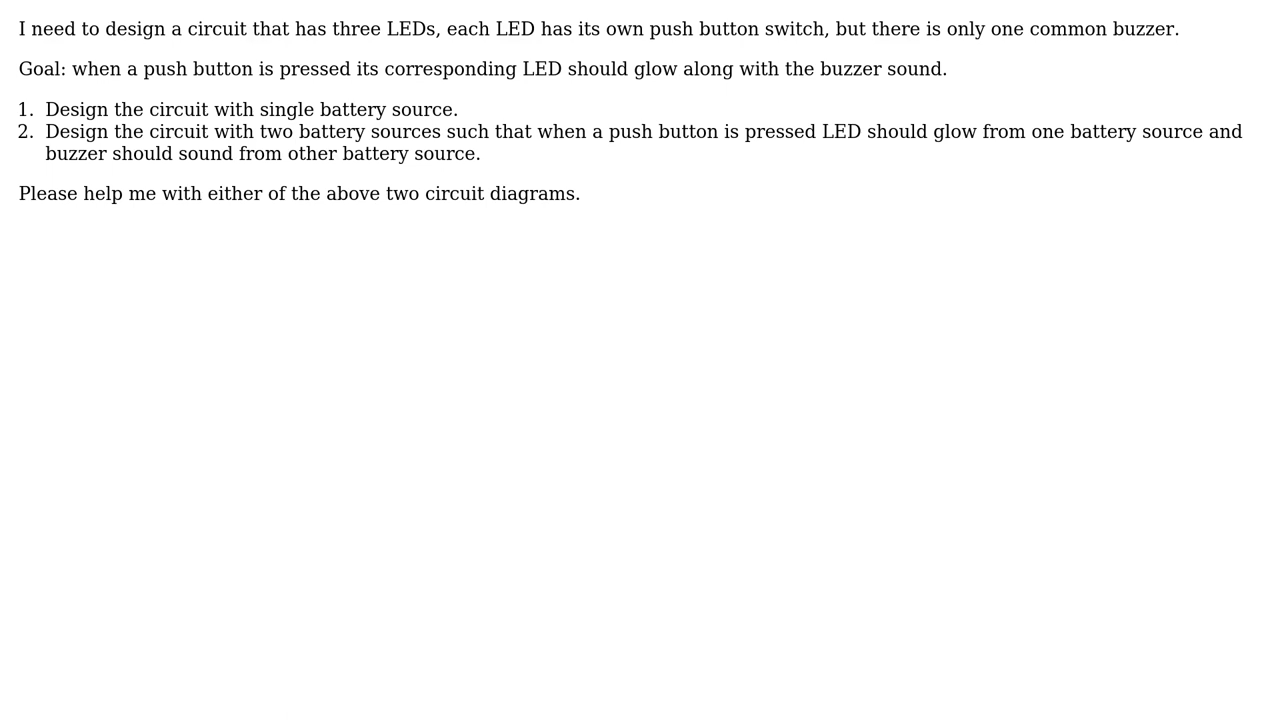 I need to design a circuit that has three LEDs, each LED has its own push button switch, but there is only one common buzzer.
Goal: when a push button is pressed its corresponding LED should glow along with the buzzer sound.
1. Design the circuit with single battery source.
2. Design the circuit with two battery sources such that when a push button is pressed LED should glow from one battery source and
buzzer should sound from other battery source.
Please help me with either of the above two circuit diagrams.